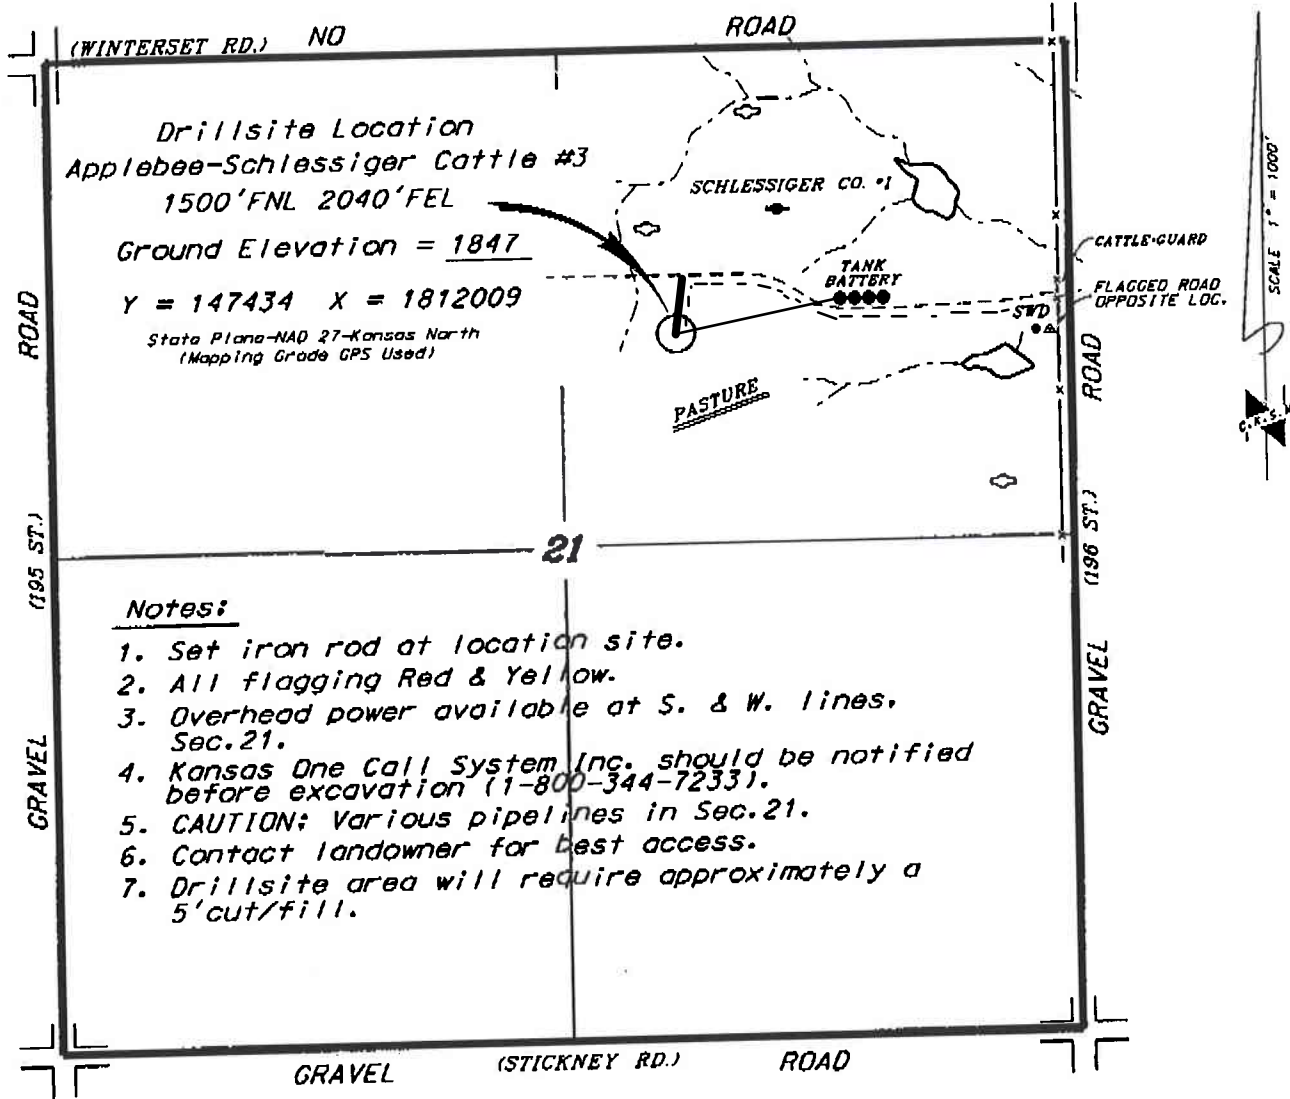 (WINTERSET RD.) NO ROAD
Drillsite Location
Applebee-Schlessiger Cattle #3
1500'FNL 2040'FEL
Ground Elevation = 1847
Y = 147434 X = 1812009
State Plane-NAD 27-Kansas North
(Mapping Grade GPS Used)
SCHLESSIGER CO. #1
TANK
BATTERY
CATTLE GUARD
FLAGGED ROAD
OPPOSITE LOC.
SWD
PASTURE
SCALE 1" = 1000'
C.K.S.
ROAD
(195 ST.)
GRAVEL
ROAD
(196 ST.)
GRAVEL
21
Notes:
1. Set iron rod at location site.
2. All flagging Red & Yellow.
3. Overhead power available at S. & W. lines,
Sec.21.
4. Kansas One Call System Inc. should be notified
before excavation (1-800-344-7233).
5. CAUTION: Various pipelines in Sec.21.
6. Contact landowner for best access.
7. Drillsite area will require approximately a
5'cut/fill.
GRAVEL (STICKNEY RD.) ROAD